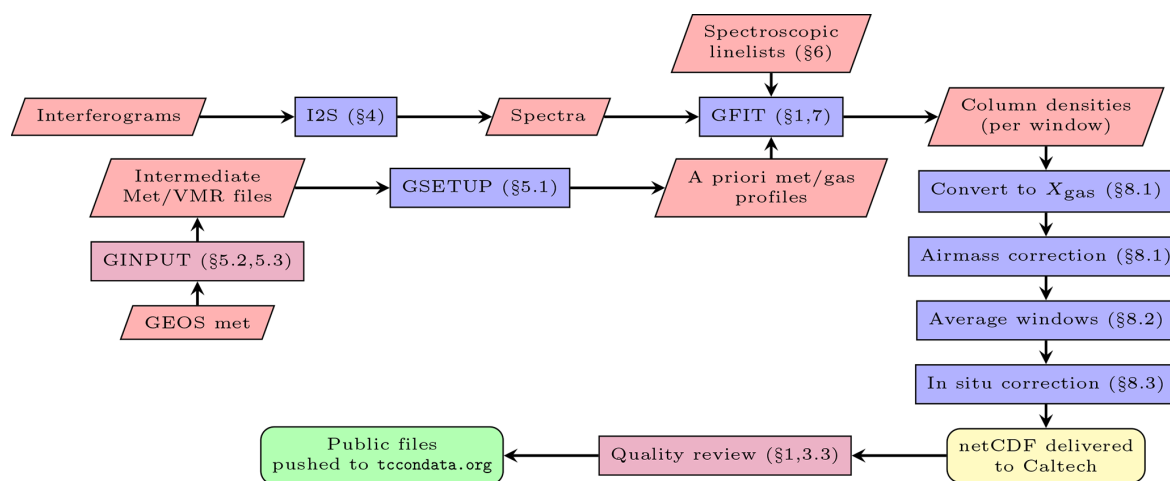 Spectroscopic
linelists (§6)
Interferograms
I2S (§4)
Spectra
GFIT (§1,7)
Column densities
(per window)
Intermediate
Met/VMR files
GSETUP (§5.1)
A priori met/gas
profiles
Convert to Xgas (§8.1)
GINPUT (§5.2,5.3)
Airmass correction (§8.1)
GEOS met
Average windows (§8.2)
In situ correction (§8.3)
Public files
pushed to tccondata.org
Quality review (§1,3.3)
netCDF delivered
to Caltech